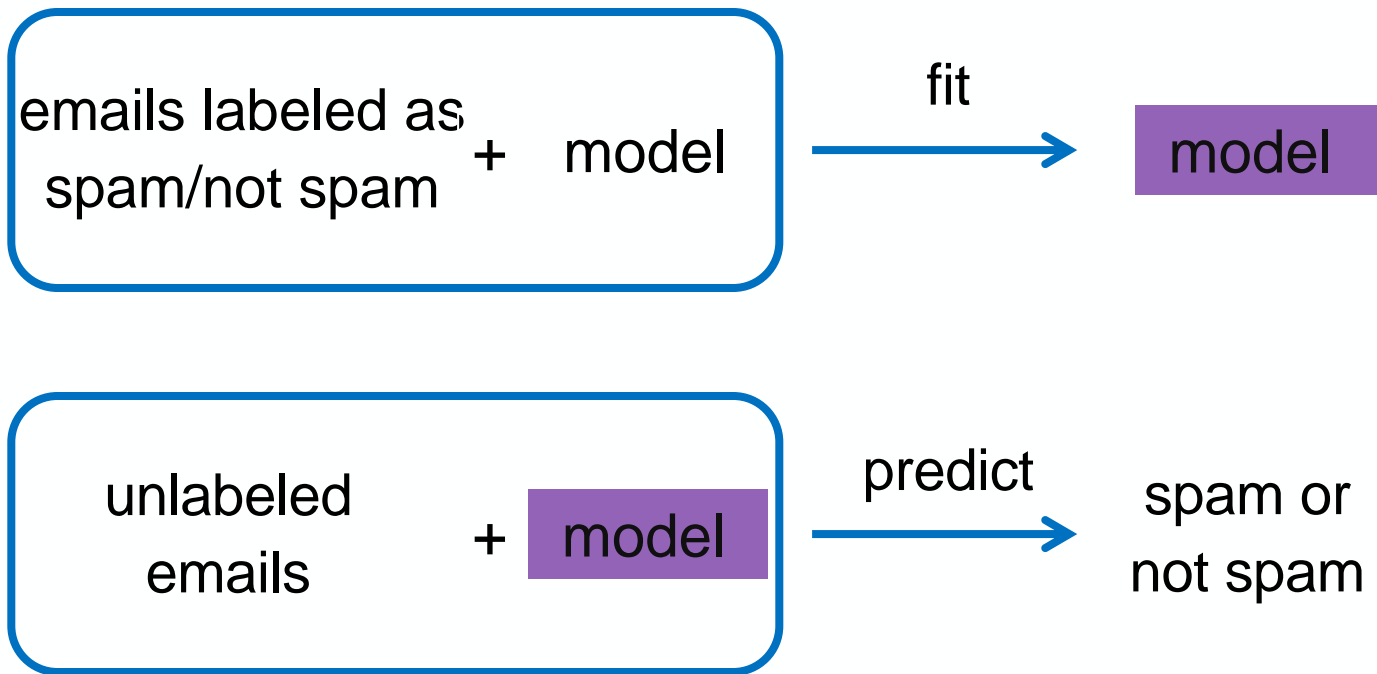 fit
emails labeled as
spam/not spam
+ model
model
predict
unlabeled
emails
+ model
spam or
not spam